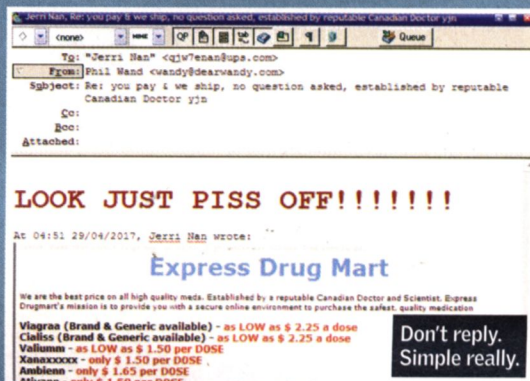 Jerri Nan, Re: you pay & we ship, no question asked, established by reputable Canadian Doctor yjn
<none>
MIME
QP
Queue
To: "Jerri Nan" <qjw7enan@ups.com>
From: Phil Wand <wandy@dearwandy.com>
Subject: Re: you pay & we ship, no question asked, established by reputable
Canadian Doctor yjn
Cc:
Bcc:
Attached:
LOOK JUST PISS OFF!!!!!!!
At 04:51 29/04/2017, Jerri Nan wrote:
Express Drug Mart
We are the best price on all high quality meds. Established by a reputable Canadian Doctor and Scientist. Express
Drugmart's mission is to provide you with a secure online environment to purchase the safest, quality medication
Viagraa (Brand & Generic available) - as LOW as $ 2.25 a dose
Cialiss (Brand & Generic available) - as LOW as $ 2.25 a dose
Valiumm - as LOW as $ 1.50 per DOSE
Xanaxxxxx - only $ 1.50 per DOSE
Ambienn - only $ 1.65 per DOSE
Don't reply.
Simple really.